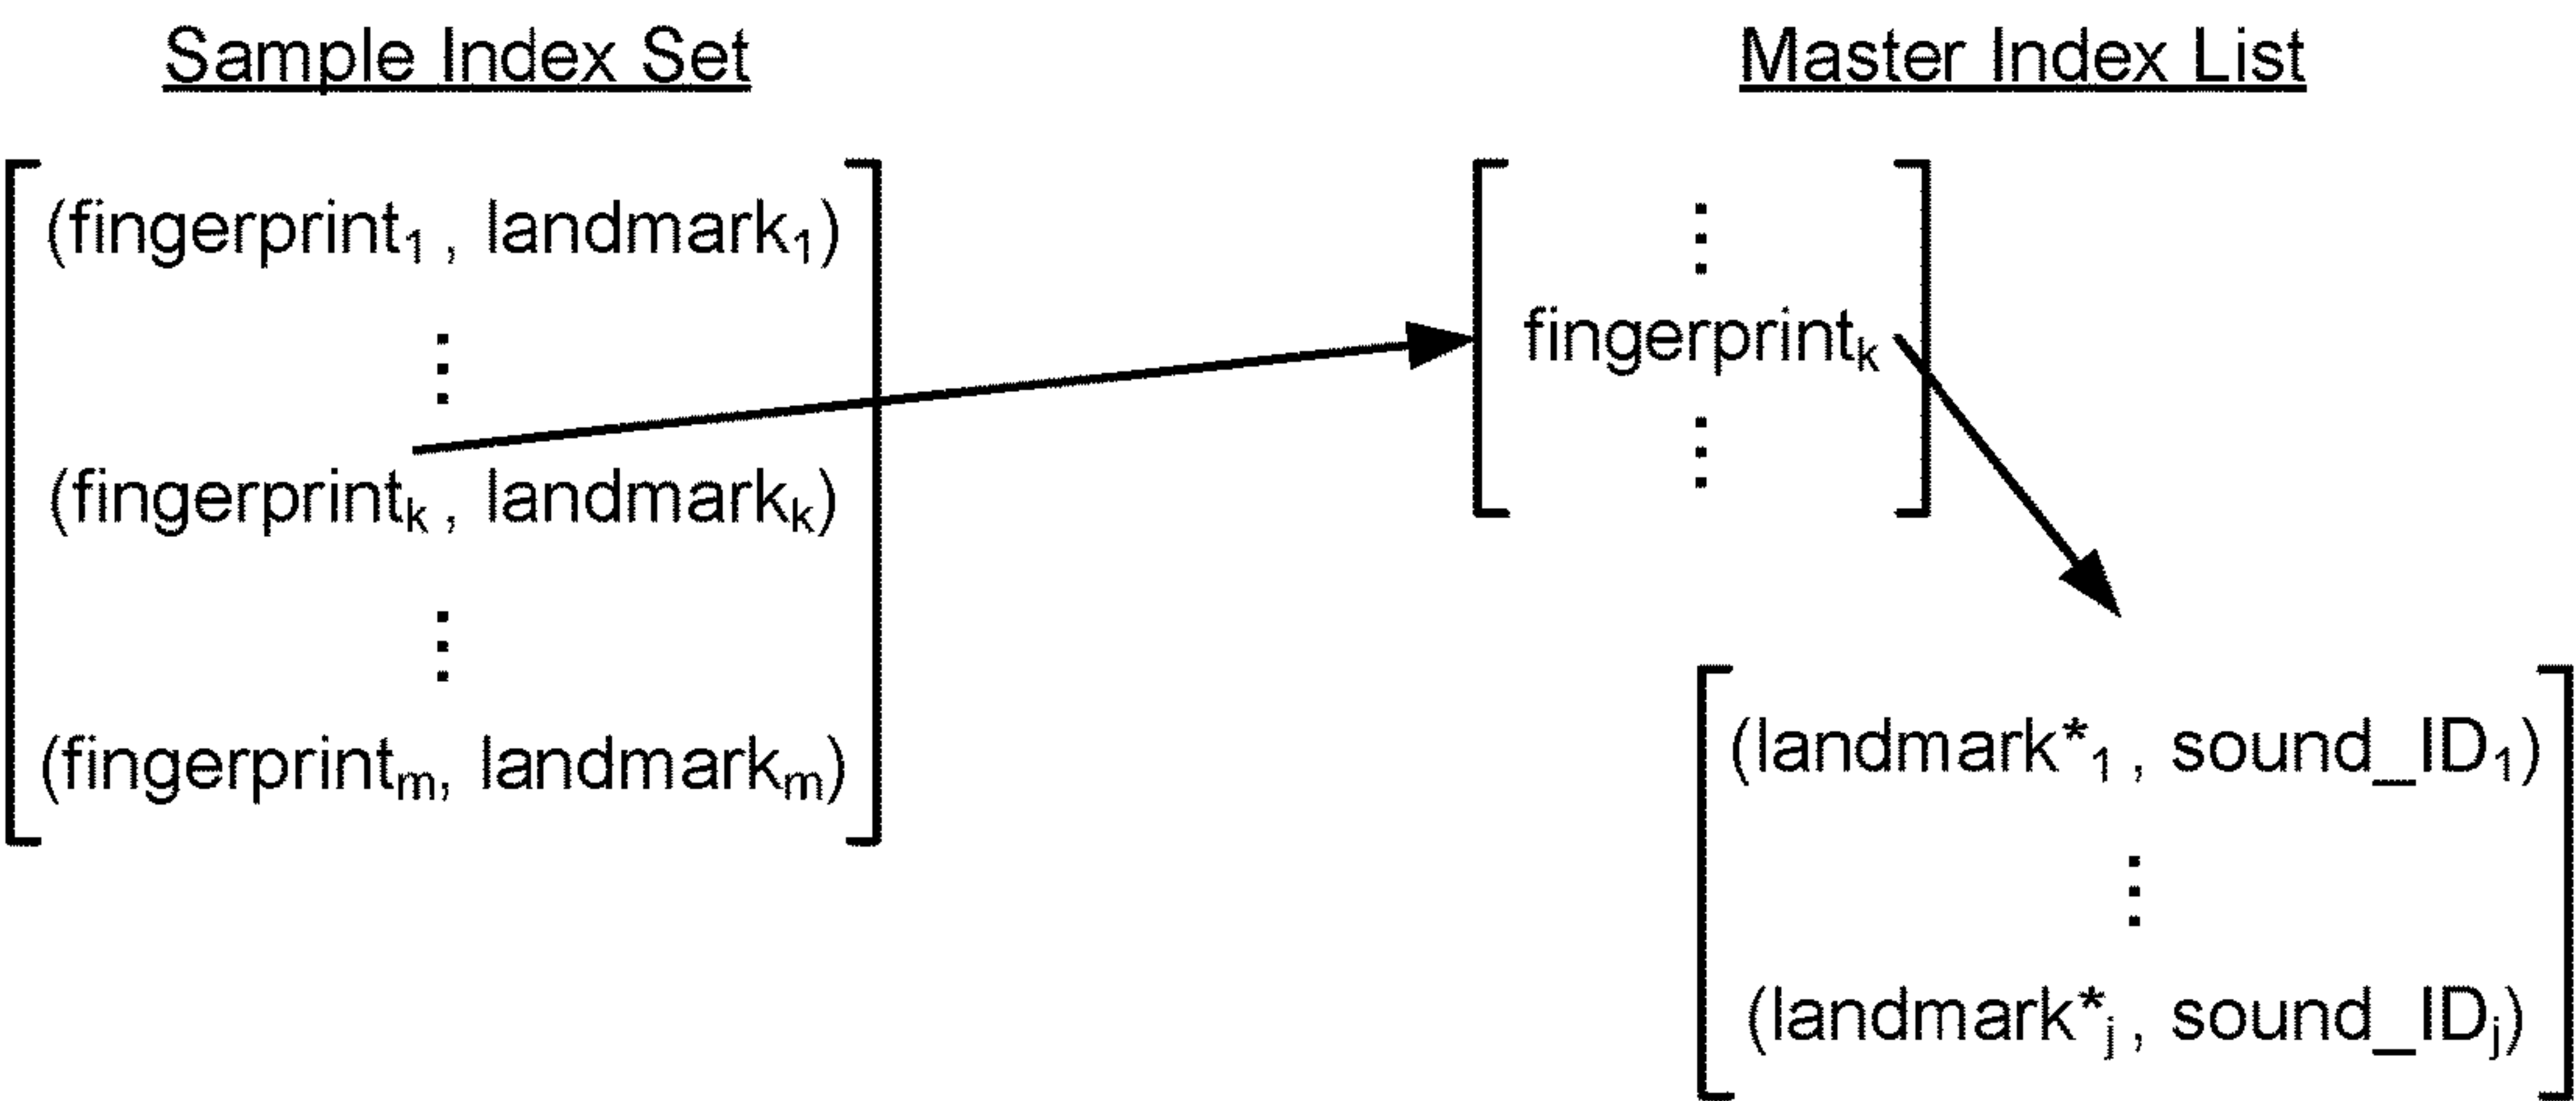 Sample Index Set
(fingerprint₁ , landmark₁)
⋮
(fingerprintₖ , landmarkₖ)
⋮
(fingerprintₘ, landmarkₘ)
Master Index List
⋮
fingerprintₖ
⋮
(landmark*₁ , sound_ID₁)
⋮
(landmark*ⱼ , sound_IDⱼ)